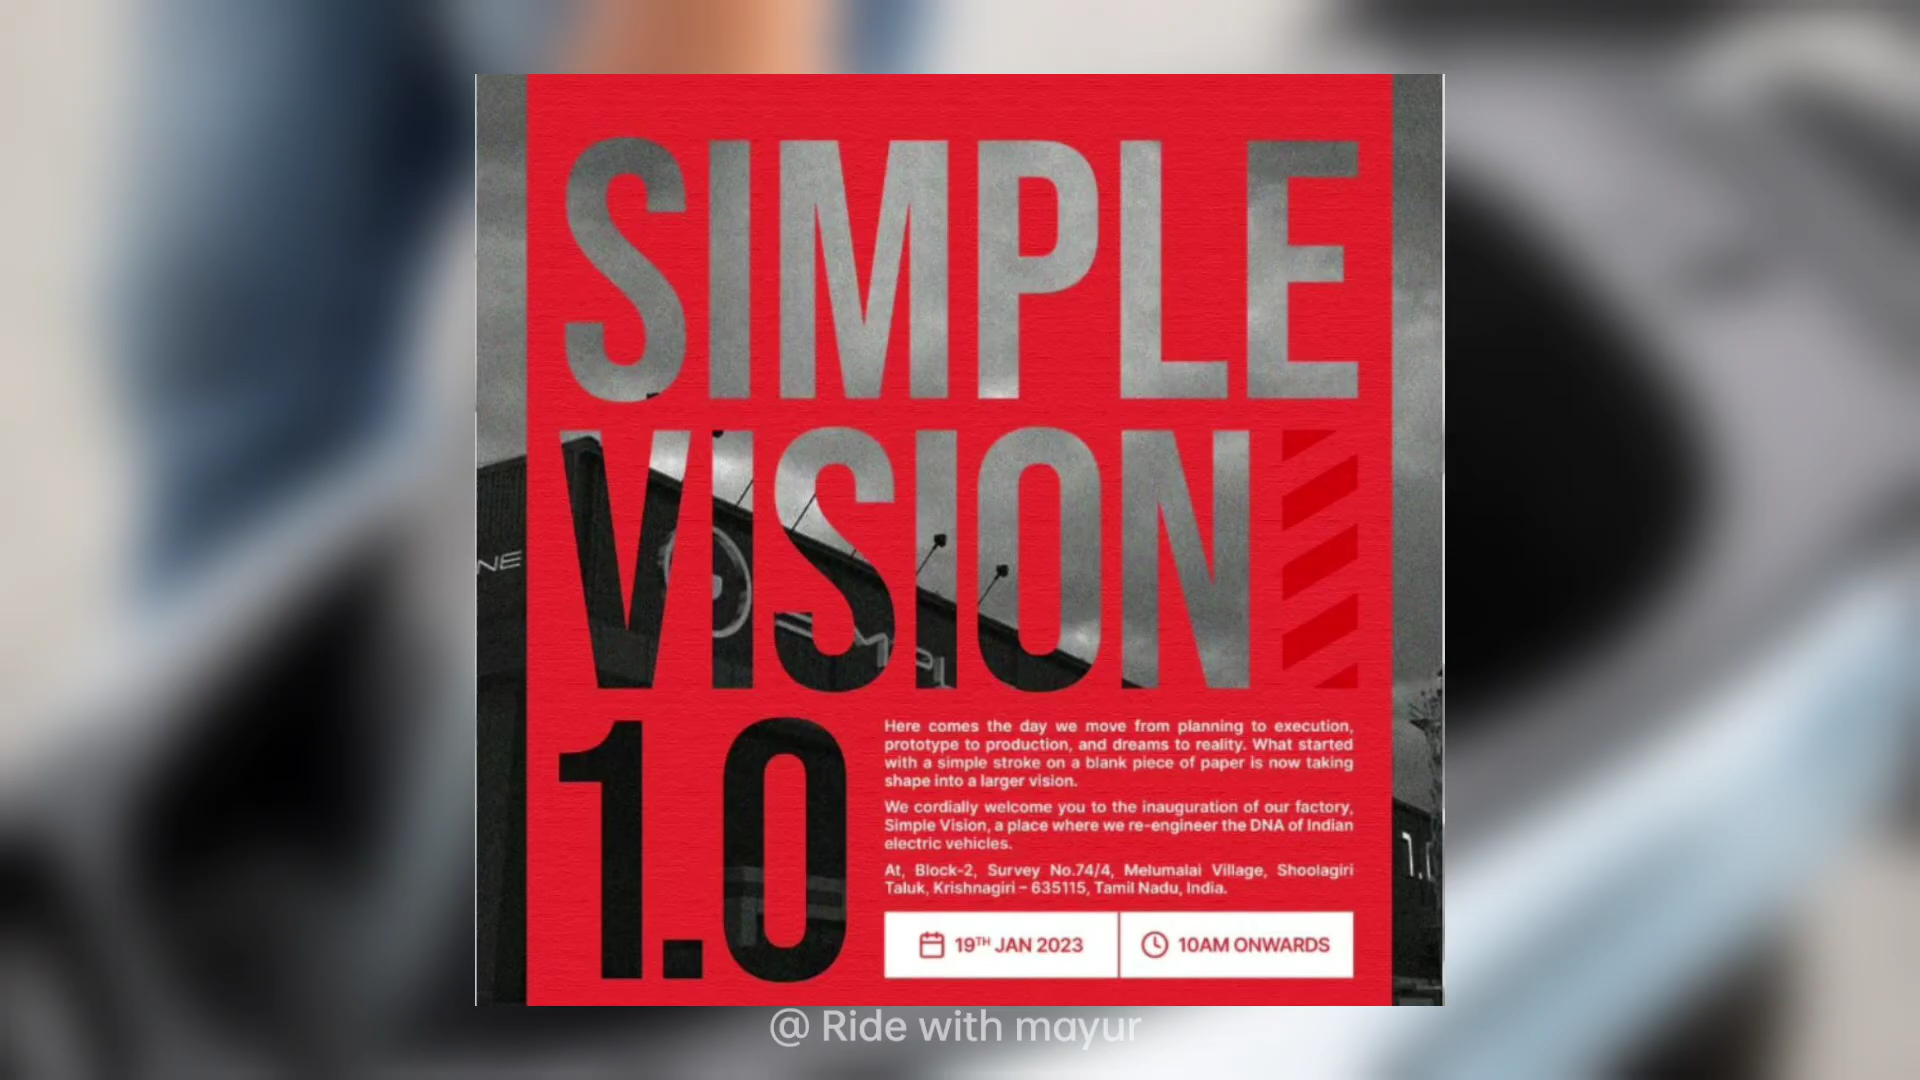 SIMPLE
VISION
1.0
NE
Here comes the day we move from planning to execution,
prototype to production, and dreams to reality. What started
with a simple stroke on a blank piece of paper is now taking
shape into a larger vision.
We cordially welcome you to the inauguration of our factory,
Simple Vision, a place where we re-engineer the DNA of Indian
electric vehicles.
At, Block-2, Survey No.74/4, Melumalai Village, Shoolagiri
Taluk, Krishnagiri – 635115, Tamil Nadu, India.
19TH JAN 2023
10AM ONWARDS
@ Ride with mayur